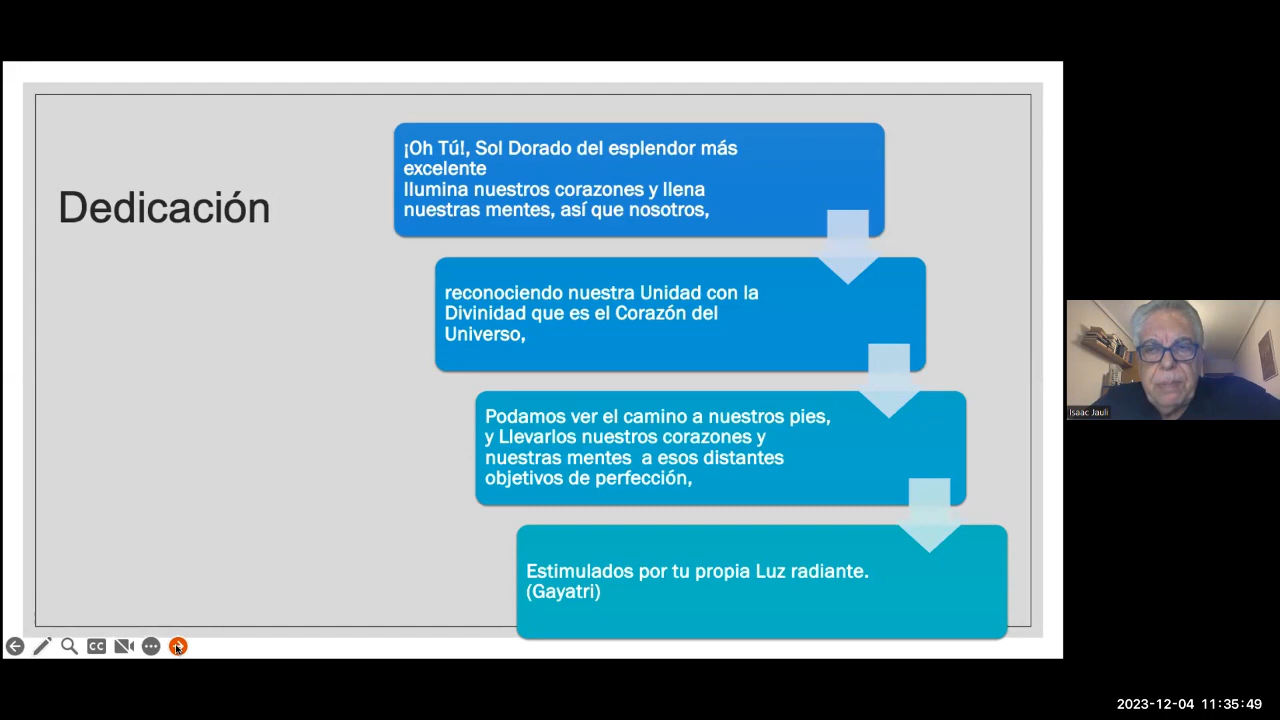 Dedicación
¡Oh Tú!, Sol Dorado del esplendor más
excelente
Ilumina nuestros corazones y llena
nuestras mentes, así que nosotros,
reconociendo nuestra Unidad con la
Divinidad que es el Corazón del
Universo,
Podamos ver el camino a nuestros pies,
y Llevarlos nuestros corazones y
nuestras mentes  a esos distantes
objetivos de perfección,
Estimulados por tu propia Luz radiante.
(Gayatri)
Isaac Jauli
CC
2023-12-04 11:35:49